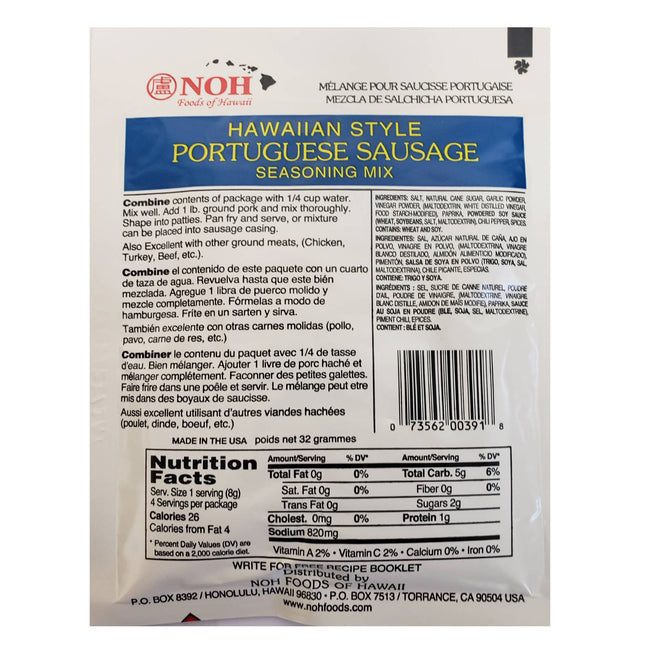 盧 NOH
Foods of Hawaii
MÉLANGE POUR SAUCISSE PORTUGAISE
MEZCLA DE SALCHICHA PORTUGUESA
HAWAIIAN STYLE
PORTUGUESE SAUSAGE
SEASONING MIX
Combine contents of package with 1/4 cup water.
Mix well. Add 1 lb. ground pork and mix thoroughly.
Shape into patties. Pan fry and serve, or mixture
can be placed into sausage casing.
Also Excellent with other ground meats, (Chicken,
Turkey, Beef, etc.).
Combine el contenido de este paquete con un cuarto
de taza de agua. Revuelva hasta que este bién
mezclada. Agregue 1 libra de puerco molido y
mezcle completamente. Fórmelas a modo de
hamburgesa. Frite en un sarten y sirva.
También excelente con otras carnes molidas (pollo,
pavo, carne de res, etc.)
Combiner le contenu du paquet avec 1/4 de tasse
d'eau. Bien mélanger. Ajouter 1 livre de porc haché et
mélanger complétement. Faconner des petites galettes.
Faire frire dans une poêle et servir. Le mélange peut etre
mis dans des boyaux de saucisse.
Aussi excellent utilisant d'autres viandes hachées
(poulet, dinde, boeuf, etc.)
INGREDIENTS: SALT, NATURAL CANE SUGAR, GARLIC POWDER,
VINEGAR POWDER, (MALTODEXTRIN, WHITE DISTILLED VINEGAR,
FOOD STARCH-MODIFIED), PAPRIKA, POWDERED SOY SAUCE
(WHEAT, SOYBEANS, SALT, MALTODEXTRIN), CHILI PEPPER, SPICES.
CONTAINS: WHEAT AND SOY.
INGREDIENTES: SAL, AZÚCAR NATURAL DE CAÑA, AJO EN
POLVO, VINAGRE EN POLVO, (MALTODEXTRINA, VINAGRE
BLANCO DESTILADO, ALMIDÓN ALIMENTICIO MODIFICADO),
PIMENTÓN, SALSA DE SOYA EN POLVO (TRIGO, SOYA, SAL,
MALTODEXTRINA), CHILE PICANTE, ESPECIAS.
CONTIENE: TRIGO Y SOYA.
INGRÉDIENTS : SEL, SUCRE DE CANNE NATUREL, POUDRE
D'AIL, POUDRE DE VINAIGRE, (MALTODEXTRINE, VINAIGRE
BLANC DISTILLE, AMIDON DE MAÏS MODIFIE), PAPRIKA, SAUCE
AU SOJA EN POUDRE (BLE, SOJA, SEL, MALTODEXTRINE),
PIMENT CHILI, EPICES.
CONTIENT : BLÉ ET SOJA.
0 73562 00391 8
MADE IN THE USA poids net 32 grammes
Nutrition
Facts
Serv. Size 1 serving (8g)
4 Servings per package
Calories 26
Calories from Fat 4
* Percent Daily Values (DV) are
based on a 2,000 calorie diet.
Amount/Serving % DV* Amount/Serving % DV*
Total Fat 0g 0% Total Carb. 5g 6%
Sat. Fat 0g 0% Fiber 0g 0%
Trans Fat 0g Sugars 2g
Cholest. 0mg 0% Protein 1g
Sodium 820mg
Vitamin A 2% • Vitamin C 2% • Calcium 0% • Iron 0%
WRITE FOR FREE RECIPE BOOKLET
Distributed by
NOH FOODS OF HAWAII
P.O. BOX 8392 / HONOLULU, HAWAII 96830 • P.O. BOX 7513 / TORRANCE, CA 90504 USA
www.nohfoods.com